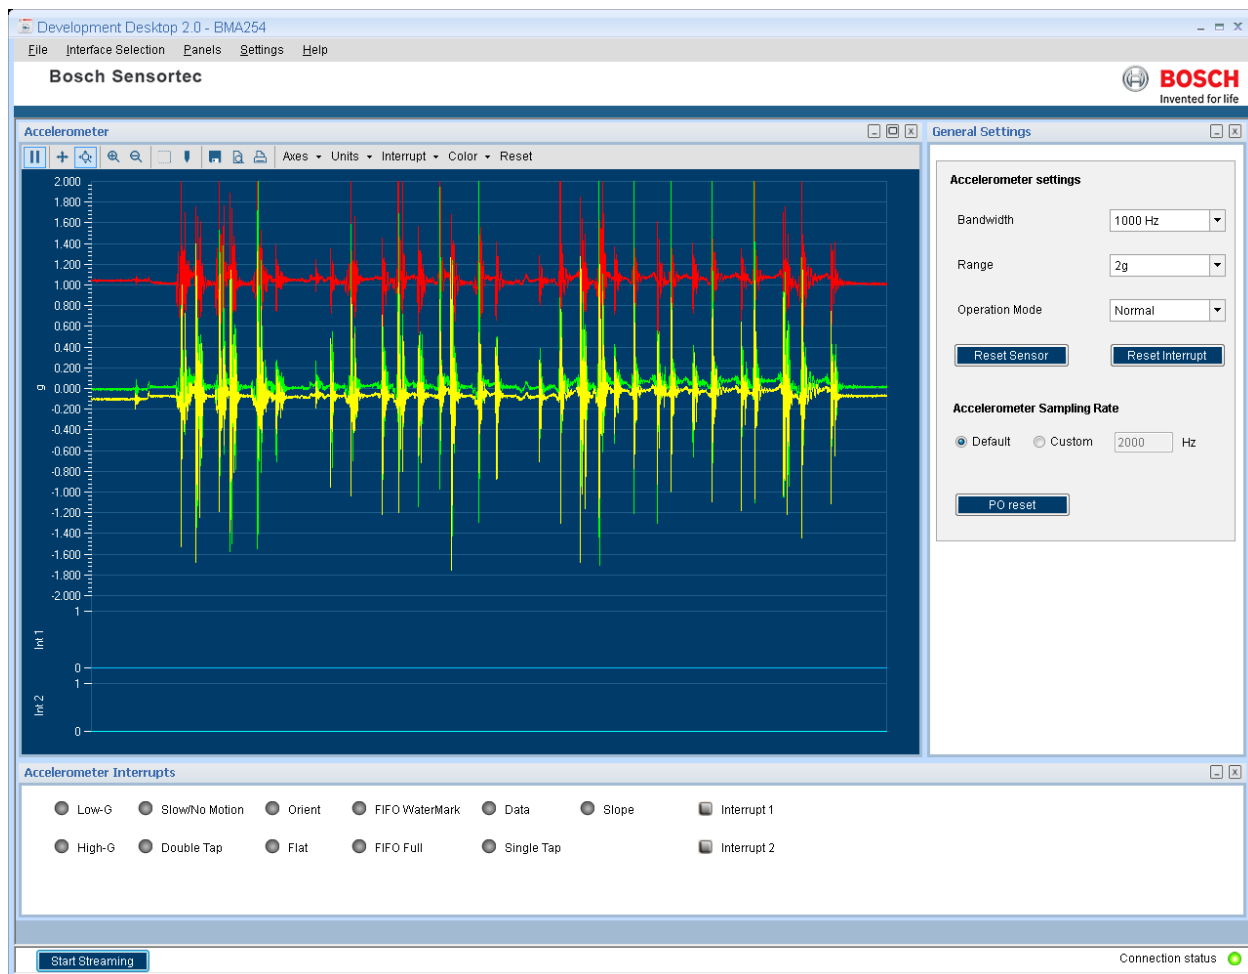 Development Desktop 2.0 - BMA254
File Interface Selection Panels Settings Help
Bosch Sensortec
BOSCH
Invented for life
Accelerometer
Axes Units Interrupt Color Reset
2.000
1.800
1.600
1.400
1.200
1.000
0.800
0.600
0.400
0.200
0.000
-0.200
-0.400
-0.600
-0.800
-1.000
-1.200
-1.400
-1.600
-1.800
-2.000
g
1
0
Int 1
1
0
Int 2
General Settings
Accelerometer settings
Bandwidth 1000 Hz
Range 2g
Operation Mode Normal
Reset Sensor Reset Interrupt
Accelerometer Sampling Rate
Default Custom 2000 Hz
PO reset
Accelerometer Interrupts
Low-G Slow/No Motion Orient FIFO WaterMark Data Slope Interrupt 1
High-G Double Tap Flat FIFO Full Single Tap Interrupt 2
Start Streaming
Connection status